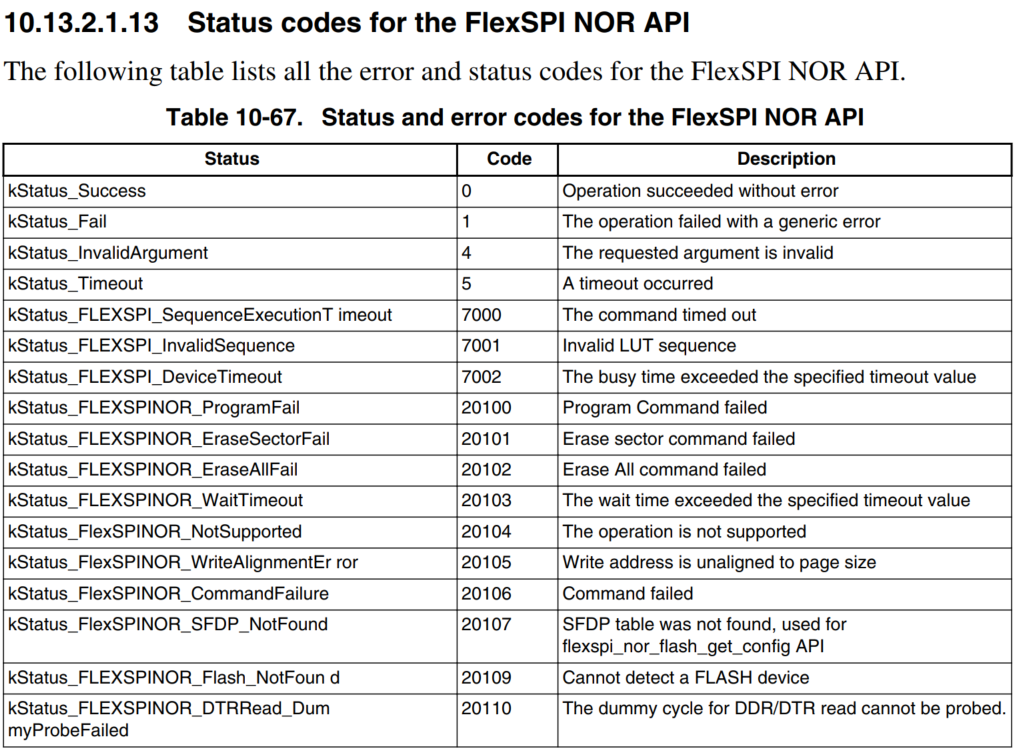 10.13.2.1.13 Status codes for the FlexSPI NOR API
The following table lists all the error and status codes for the FlexSPI NOR API.
Table 10-67. Status and error codes for the FlexSPI NOR API
Status Code Description
kStatus_Success 0 Operation succeeded without error
kStatus_Fail 1 The operation failed with a generic error
kStatus_InvalidArgument 4 The requested argument is invalid
kStatus_Timeout 5 A timeout occurred
kStatus_FLEXSPI_SequenceExecutionT imeout 7000 The command timed out
kStatus_FLEXSPI_InvalidSequence 7001 Invalid LUT sequence
kStatus_FLEXSPI_DeviceTimeout 7002 The busy time exceeded the specified timeout value
kStatus_FLEXSPINOR_ProgramFail 20100 Program Command failed
kStatus_FLEXSPINOR_EraseSectorFail 20101 Erase sector command failed
kStatus_FLEXSPINOR_EraseAllFail 20102 Erase All command failed
kStatus_FLEXSPINOR_WaitTimeout 20103 The wait time exceeded the specified timeout value
kStatus_FlexSPINOR_NotSupported 20104 The operation is not supported
kStatus_FlexSPINOR_WriteAlignmentEr ror 20105 Write address is unaligned to page size
kStatus_FlexSPINOR_CommandFailure 20106 Command failed
kStatus_FlexSPINOR_SFDP_NotFound 20107 SFDP table was not found, used for
flexspi_nor_flash_get_config API
kStatus_FLEXSPINOR_Flash_NotFoun d 20109 Cannot detect a FLASH device
kStatus_FLEXSPINOR_DTRRead_Dum 20110 The dummy cycle for DDR/DTR read cannot be probed.
myProbeFailed